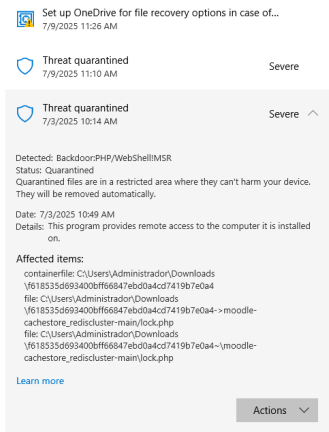 Set up OneDrive for file recovery options in case of...
7/9/2025 11:26 AM
Threat quarantined
Severe
7/9/2025 11:10 AM
Threat quarantined
Severe
7/3/2025 10:14 AM
Detected: Backdoor:PHP/WebShell!MSR
Status: Quarantined
Quarantined files are in a restricted area where they can't harm your device.
They will be removed automatically.
Date: 7/3/2025 10:49 AM
Details: This program provides remote access to the computer it is installed
on.
Affected items:
containerfile: C:\Users\Administrador\Downloads
\f618535d693400bff66847ebd0a4cd7419b7e0a4
file: C:\Users\Administrador\Downloads
\f618535d693400bff66847ebd0a4cd7419b7e0a4->moodle-
cachestore_rediscluster-main/lock.php
file: C:\Users\Administrador\Downloads
\f618535d693400bff66847ebd0a4cd7419b7e0a4~\moodle-
cachestore_rediscluster-main\lock.php
Learn more
Actions